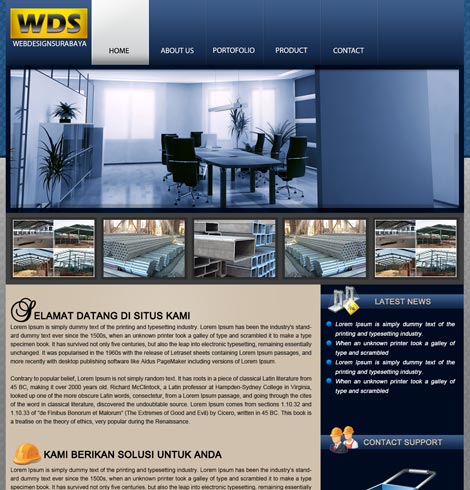 WDS
WEBDESIGNSURABAYA
HOME
ABOUT US
PORTOFOLIO
PRODUCT
CONTACT
SELAMAT DATANG DI SITUS KAMI
Lorem Ipsum is simply dummy text of the printing and typesetting industry. Lorem Ipsum has been the industry's stand-
ard dummy text ever since the 1500s, when an unknown printer took a galley of type and scrambled it to make a type
specimen book. It has survived not only five centuries, but also the leap into electronic typesetting, remaining essentially
unchanged. It was popularised in the 1960s with the release of Letraset sheets containing Lorem Ipsum passages, and
more recently with desktop publishing software like Aldus PageMaker including versions of Lorem Ipsum.
Contrary to popular belief, Lorem Ipsum is not simply random text. It has roots in a piece of classical Latin literature from
45 BC, making it over 2000 years old. Richard McClintock, a Latin professor at Hampden-Sydney College in Virginia,
looked up one of the more obscure Latin words, consectetur, from a Lorem Ipsum passage, and going through the cites
of the word in classical literature, discovered the undoubtable source. Lorem Ipsum comes from sections 1.10.32 and
1.10.33 of "de Finibus Bonorum et Malorum" (The Extremes of Good and Evil) by Cicero, written in 45 BC. This book is
a treatise on the theory of ethics, very popular during the Renaissance.
KAMI BERIKAN SOLUSI UNTUK ANDA
Lorem Ipsum is simply dummy text of the printing and typesetting industry. Lorem Ipsum has been the industry's stand-
ard dummy text ever since the 1500s, when an unknown printer took a galley of type and scrambled it to make a type
specimen book. It has survived not only five centuries, but also the leap into electronic typesetting, remaining essentially
LATEST NEWS
Lorem Ipsum is simply dummy text of the
printing and typesetting industry.
When an unknown printer took a galley of
type and scrambled
Lorem Ipsum is simply dummy text of the
printing and typesetting industry.
When an unknown printer took a galley of
type and scrambled
CONTACT SUPPORT